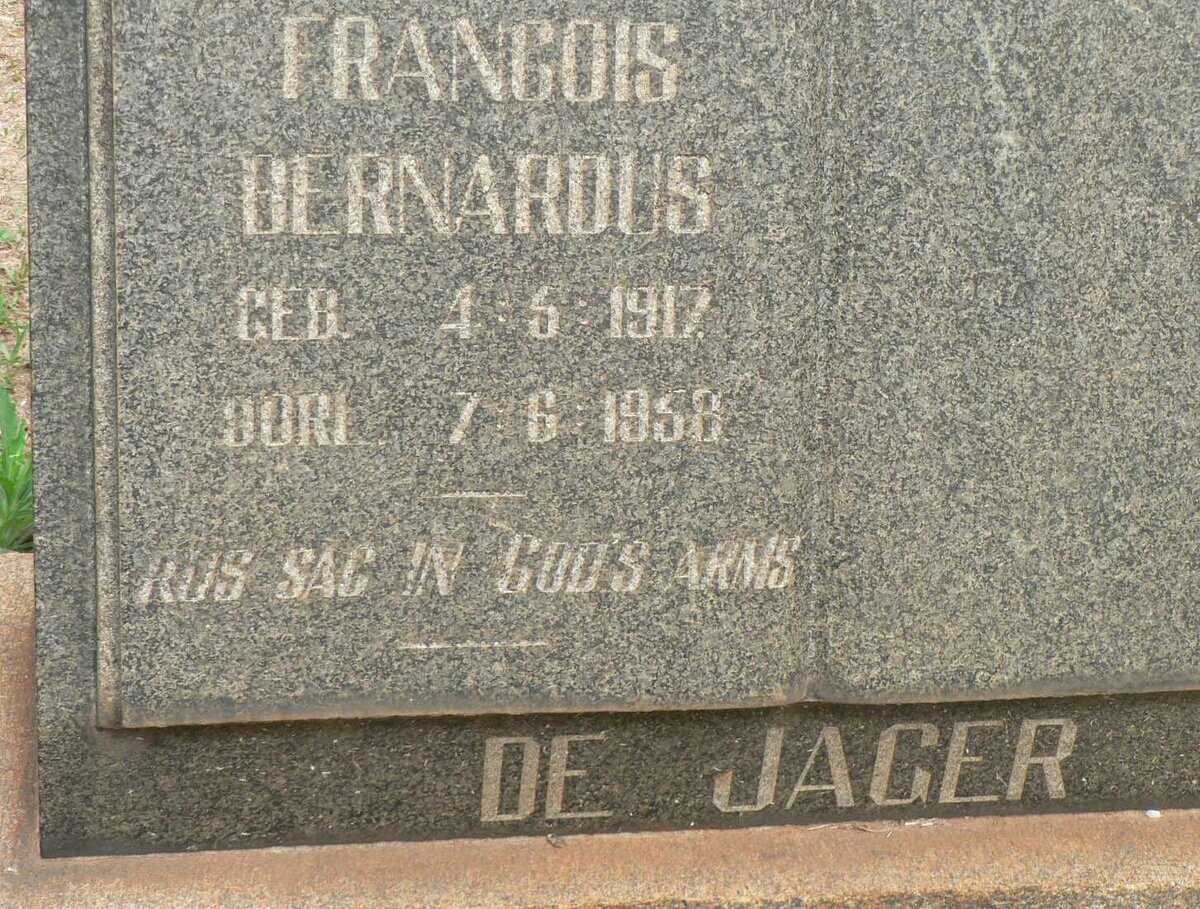 FRANCOIS
BERNARDUS
GEB. 4·5·1917.
OORL. 7·6·1958
RUS SAG IN GOD'S ARMS
DE JAGER